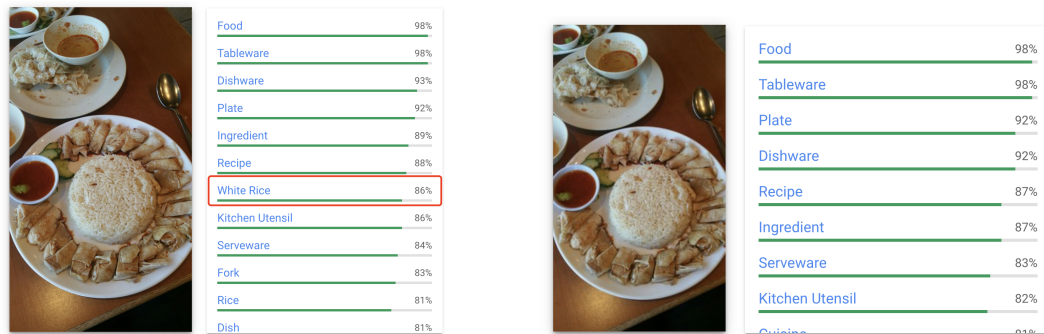 Food 98%
Tableware 98%
Dishware 93%
Plate 92%
Ingredient 89%
Recipe 88%
White Rice 86%
Kitchen Utensil 86%
Serveware 84%
Fork 83%
Rice 81%
Dish 81%
Food 98%
Tableware 98%
Plate 92%
Dishware 92%
Recipe 87%
Ingredient 87%
Serveware 83%
Kitchen Utensil 82%
Cuisine 81%